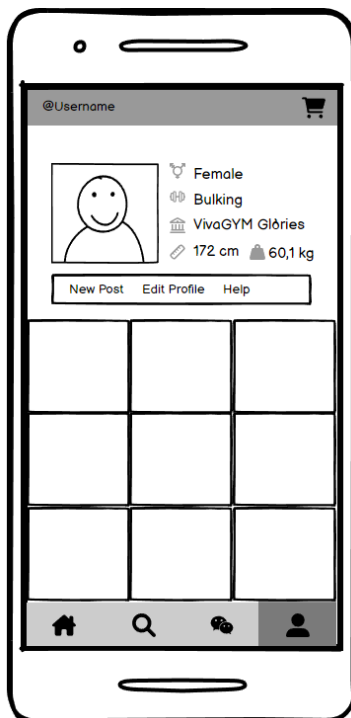 @Username
Female
Bulking
VivaGYM Glòries
172 cm 60,1 kg
New Post Edit Profile Help